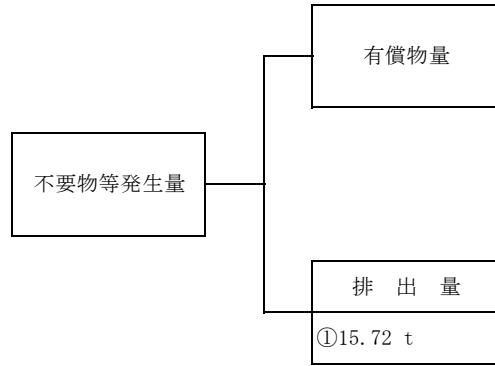 有償物量
不要物等発生量
排　出　量
①15.72 t